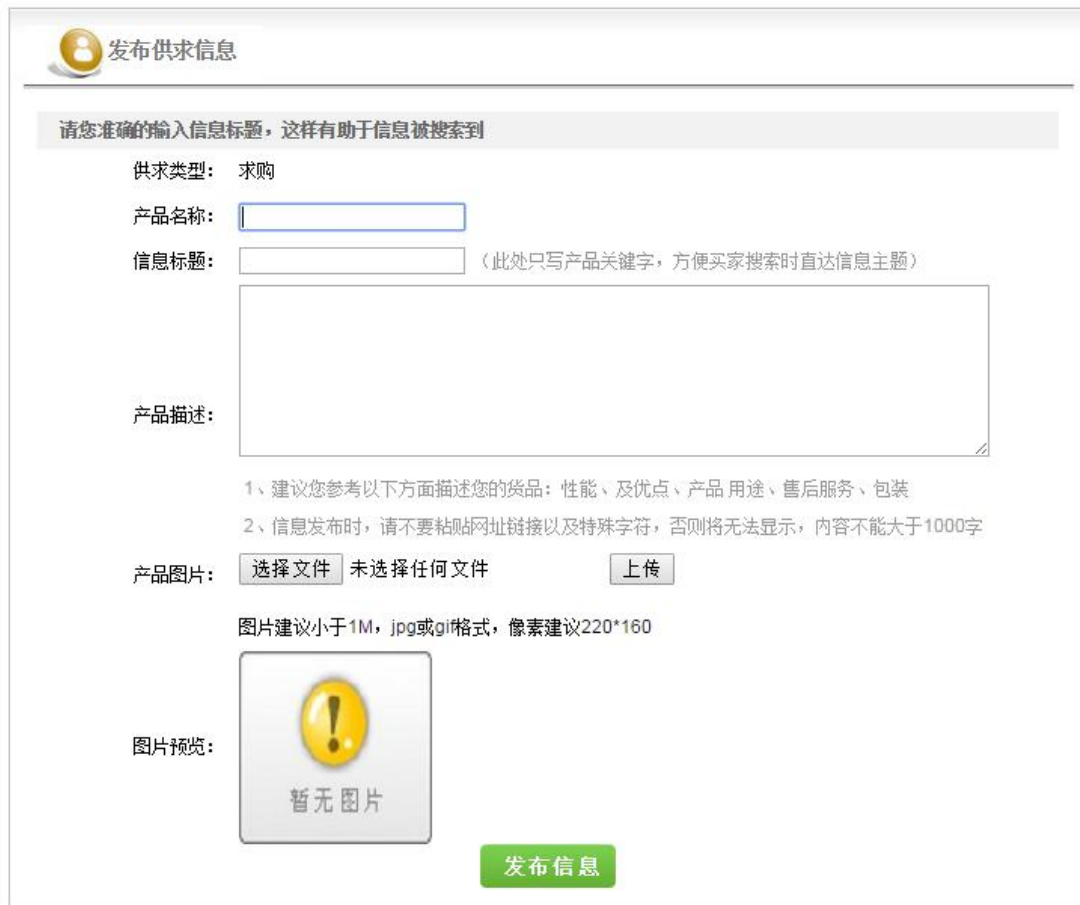 发布供求信息
请您准确的输入信息标题，这样有助于信息被搜索到
供求类型： 求购
产品名称：
信息标题： （此处只写产品关键字，方便买家搜索时直达信息主题）
产品描述：
1、建议您参考以下方面描述您的货品：性能、及优点、产品 用途、售后服务、包装
2、信息发布时，请不要粘贴网址链接以及特殊字符，否则将无法显示，内容不能大于1000字
产品图片： 选择文件 未选择任何文件 上传
图片建议小于1M，jpg或gif格式，像素建议220*160
图片预览：
暂无图片
发布信息